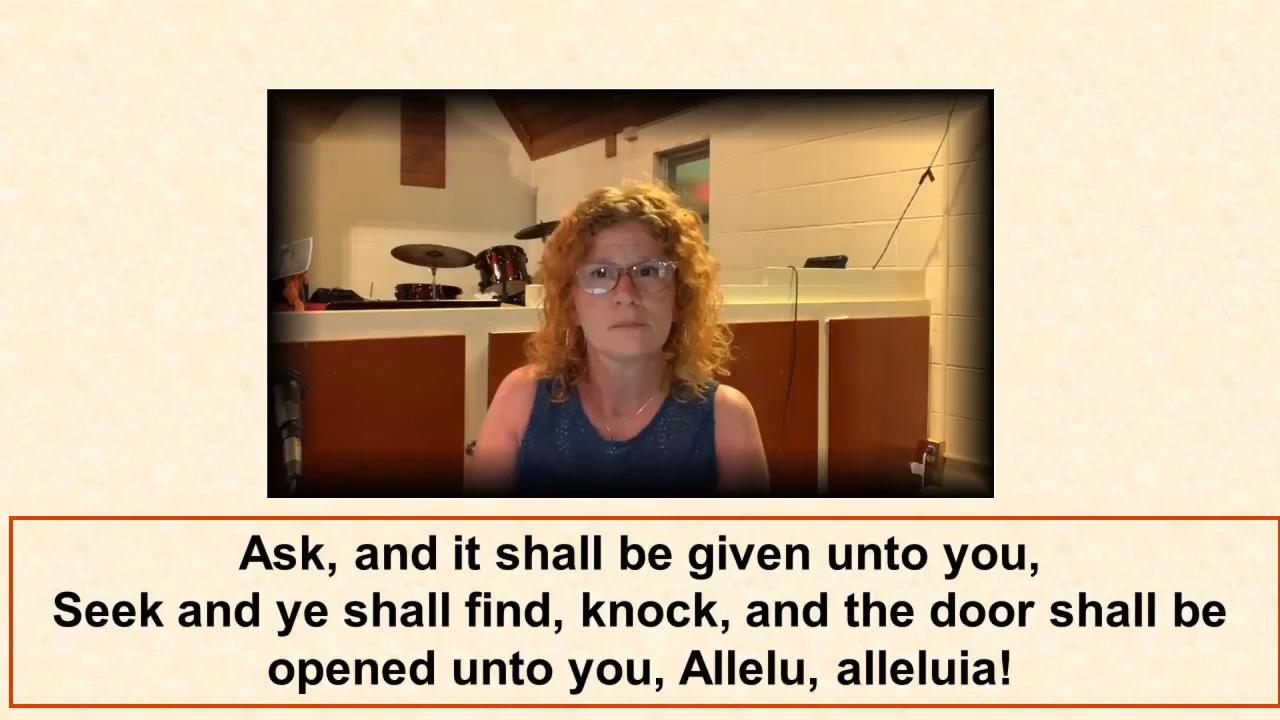 Ask, and it shall be given unto you,
Seek and ye shall find, knock, and the door shall be
opened unto you, Allelu, alleluia!